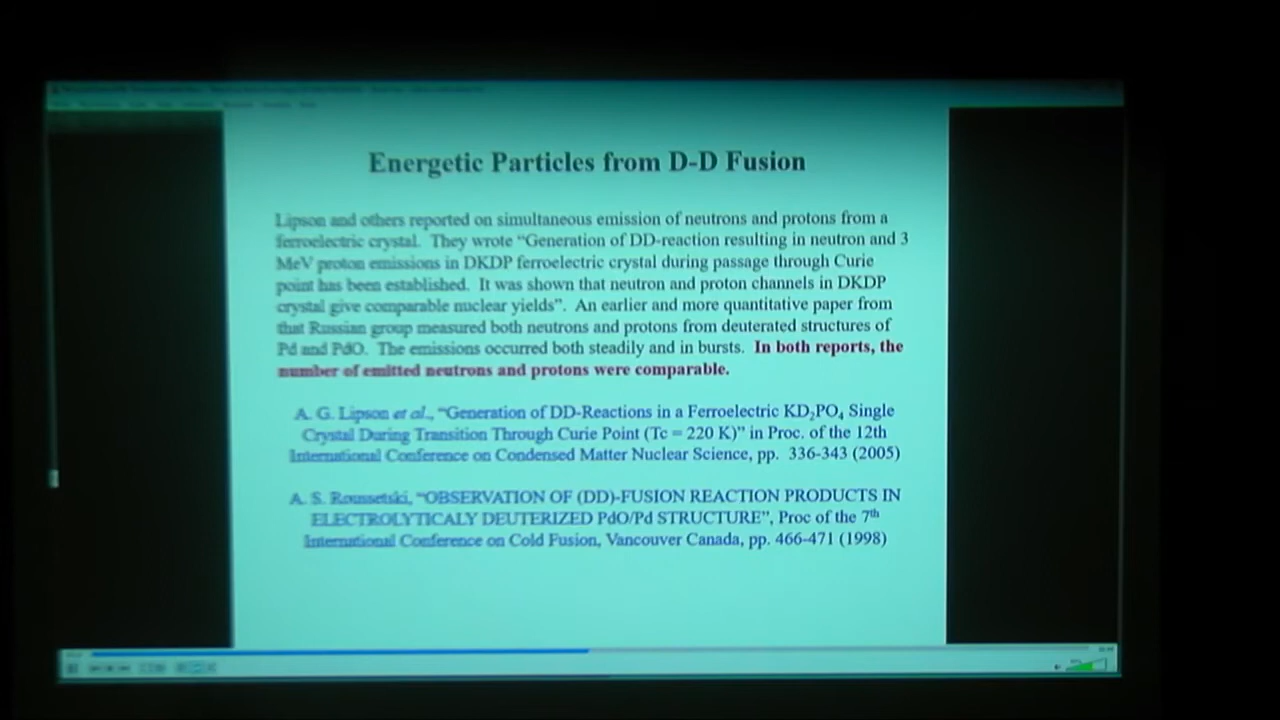 Energetic Particles from D-D Fusion
Lipson and others reported on simultaneous emission of neutrons and protons from a
ferroelectric crystal. They wrote “Generation of DD-reaction resulting in neutron and 3
MeV proton emissions in DKDP ferroelectric crystal during passage through Curie
point has been established. It was shown that neutron and proton channels in DKDP
crystal give comparable nuclear yields”. An earlier and more quantitative paper from
that Russian group measured both neutrons and protons from deuterated structures of
Pd and PdO. The emissions occurred both steadily and in bursts. In both reports, the
number of emitted neutrons and protons were comparable.
A. G. Lipson et al., “Generation of DD-Reactions in a Ferroelectric KD₂PO₄ Single
Crystal During Transition Through Curie Point (Tc = 220 K)” in Proc. of the 12th
International Conference on Condensed Matter Nuclear Science, pp. 336-343 (2005)
A. S. Roussetski, “OBSERVATION OF (DD)-FUSION REACTION PRODUCTS IN
ELECTROLYTICALY DEUTERIZED PdO/Pd STRUCTURE”, Proc of the 7th
International Conference on Cold Fusion, Vancouver Canada, pp. 466-471 (1998)